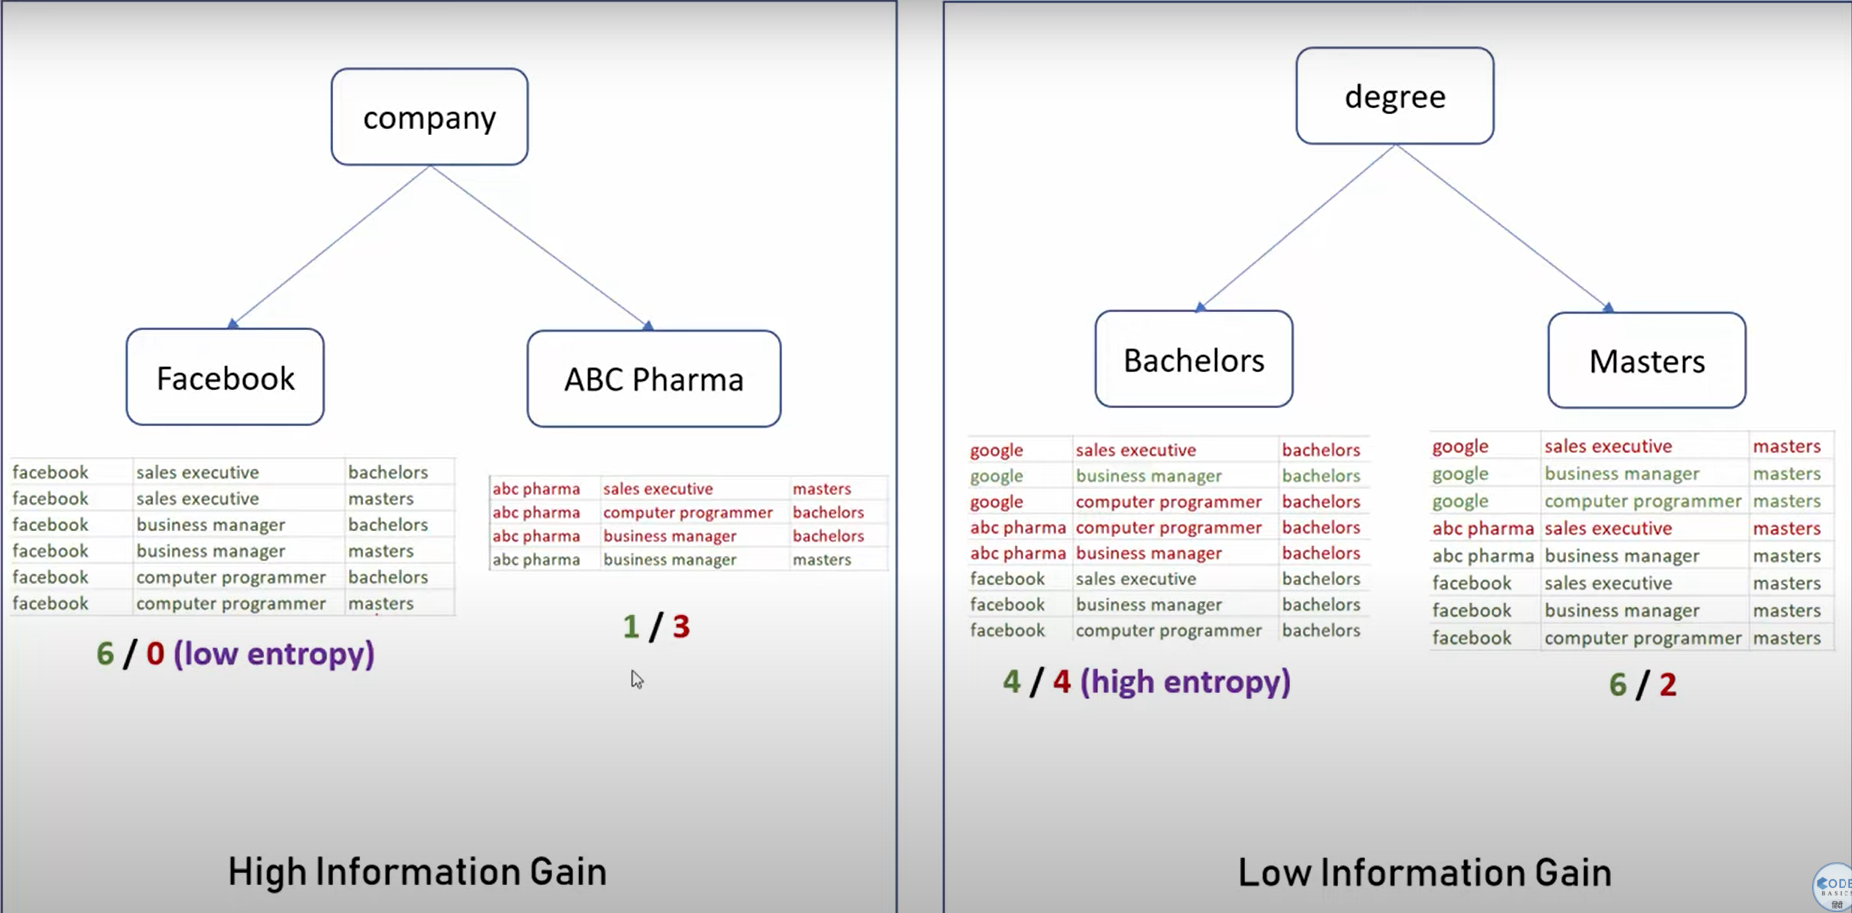 company
Facebook
ABC Pharma
facebook sales executive bachelors
facebook sales executive masters
facebook business manager bachelors
facebook business manager masters
facebook computer programmer bachelors
facebook computer programmer masters
6 / 0 (low entropy)
abc pharma sales executive masters
abc pharma computer programmer bachelors
abc pharma business manager bachelors
abc pharma business manager masters
1 / 3
High Information Gain
degree
Bachelors
Masters
google sales executive bachelors
google business manager bachelors
google computer programmer bachelors
abc pharma computer programmer bachelors
abc pharma business manager bachelors
facebook sales executive bachelors
facebook business manager bachelors
facebook computer programmer bachelors
4 / 4 (high entropy)
google sales executive masters
google business manager masters
google computer programmer masters
abc pharma sales executive masters
abc pharma business manager masters
facebook sales executive masters
facebook business manager masters
facebook computer programmer masters
6 / 2
Low Information Gain
CODE
BASICS
हिंदी